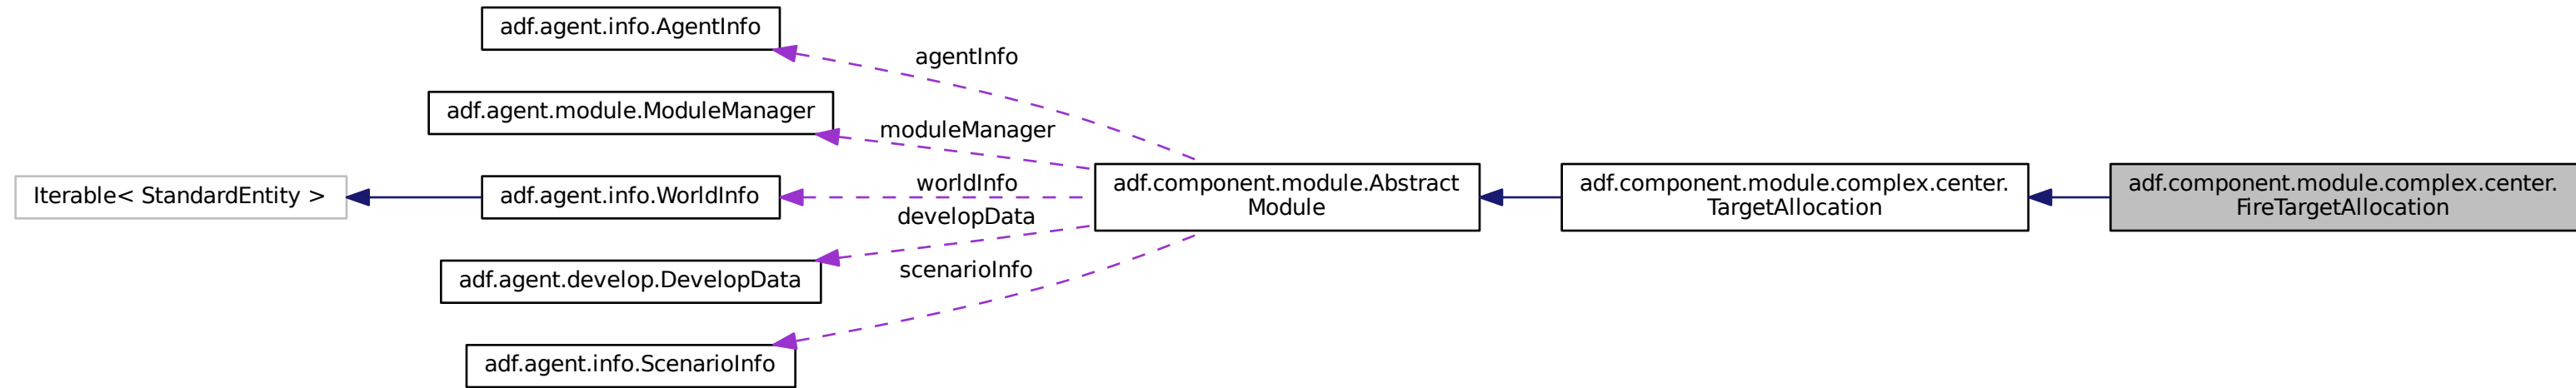 adf.agent.info.AgentInfo
agentInfo
adf.agent.module.ModuleManager
moduleManager
Iterable< StandardEntity >
adf.agent.info.WorldInfo
worldInfo
adf.component.module.Abstract
Module
adf.component.module.complex.center.
TargetAllocation
adf.component.module.complex.center.
FireTargetAllocation
developData
adf.agent.develop.DevelopData
scenarioInfo
adf.agent.info.ScenarioInfo